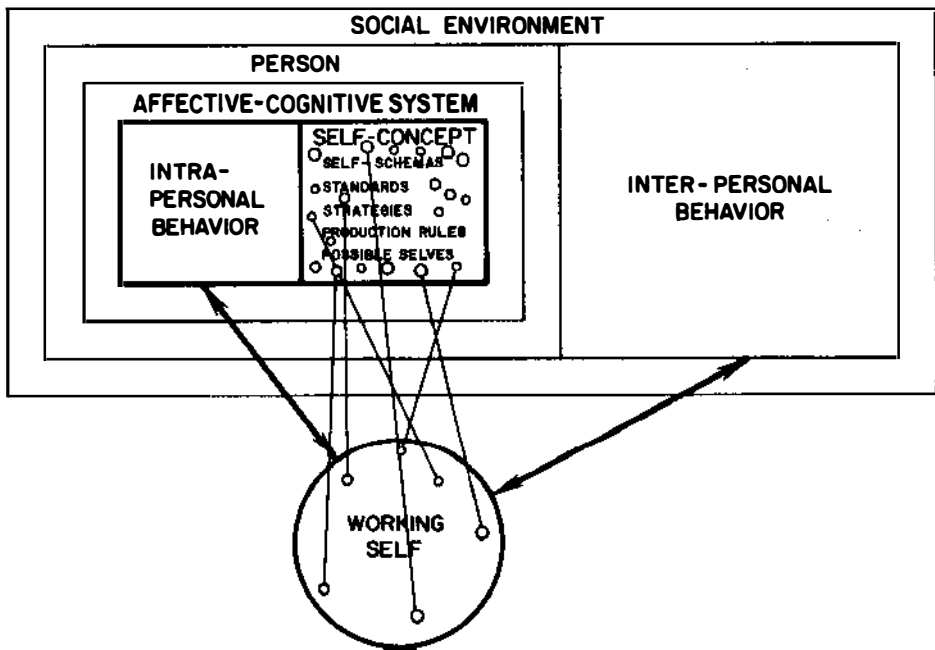 SOCIAL ENVIRONMENT
PERSON
AFFECTIVE-COGNITIVE SYSTEM
INTRA-
PERSONAL
BEHAVIOR
SELF-CONCEPT
SELF-SCHEMAS
STANDARDS
STRATEGIES
PRODUCTION RULES
POSSIBLE SELVES
INTER-PERSONAL
BEHAVIOR
WORKING
SELF